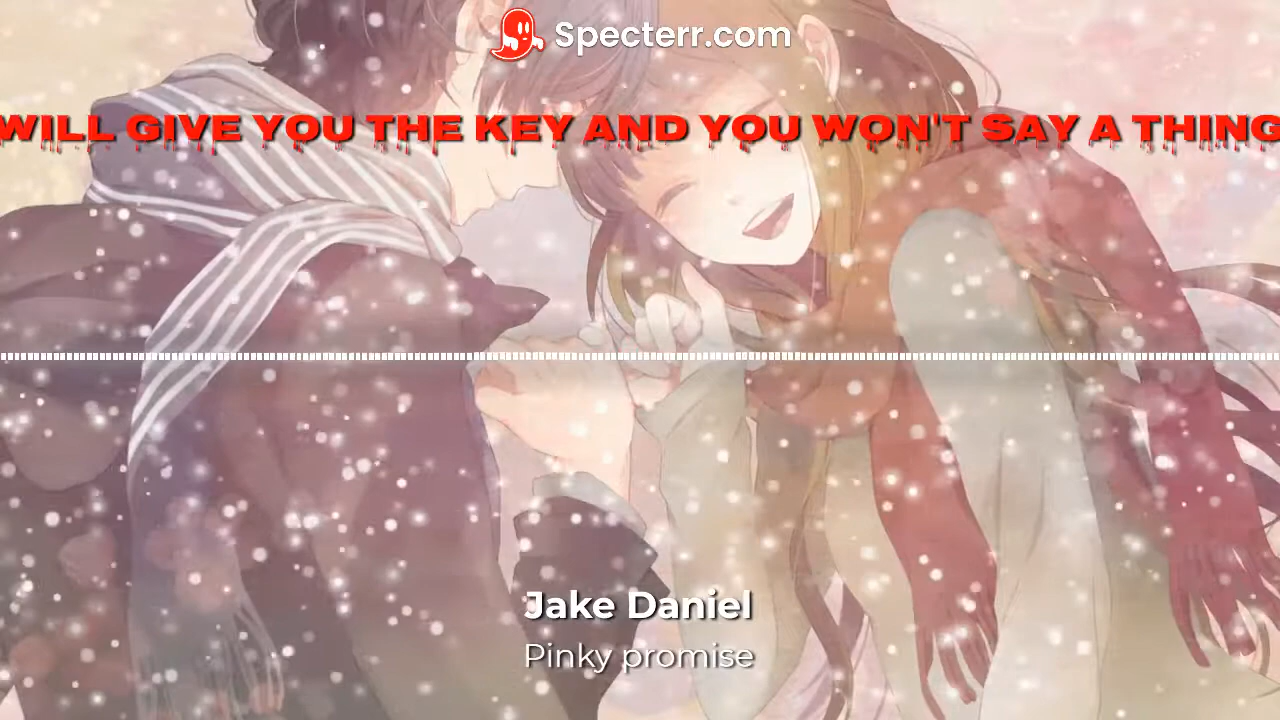 Specterr.com
WILL GIVE YOU THE KEY AND YOU WON'T SAY A THING
Jake Daniel
Pinky promise